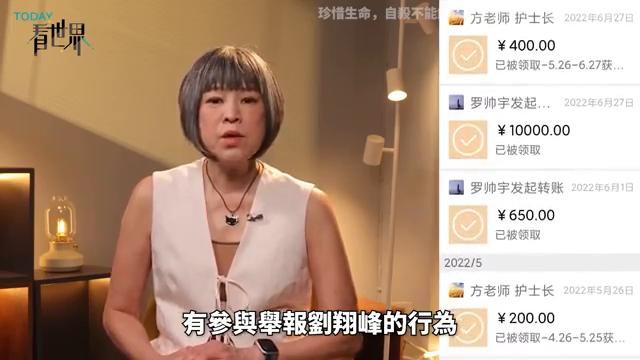 TODAY
看世界
珍惜生命，自殺不能
方老师 护士长
2022年6月27日
￥400.00
已被领取-5.26-6.27获...
罗帅宇发起...
2022年6月27日
￥10000.00
已被领取
罗帅宇发起转账
2022年6月1日
￥650.00
已被领取
2022/5
方老师 护士长
2022年5月26日
￥200.00
已被领取-4.26-5.25获...
有參與舉報劉翔峰的行為